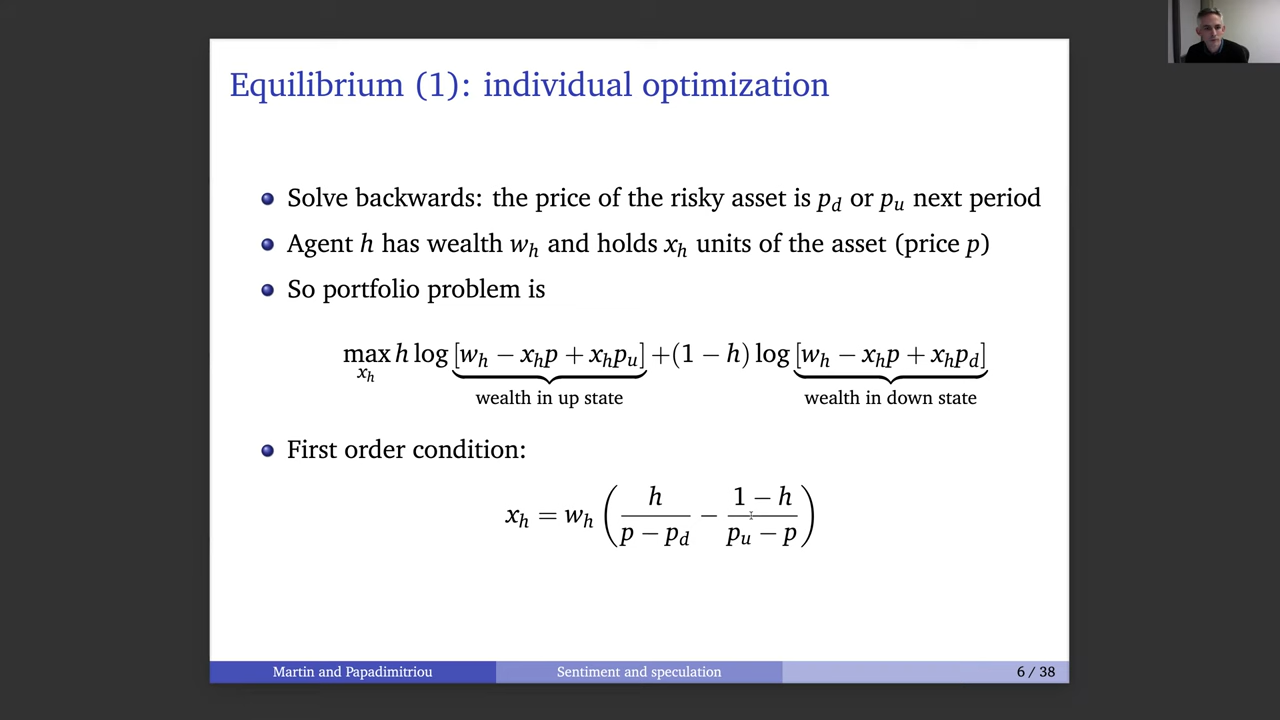 Equilibrium (1): individual optimization
Solve backwards: the price of the risky asset is p_d or p_u next period
Agent h has wealth w_h and holds x_h units of the asset (price p)
So portfolio problem is
max_{x_h} h log [w_h − x_h p + x_h p_u] + (1 − h) log [w_h − x_h p + x_h p_d]
wealth in up state wealth in down state
First order condition:
x_h = w_h ( h / (p − p_d) − (1 − h) / (p_u − p) )
Martin and Papadimitriou Sentiment and speculation 6 / 38